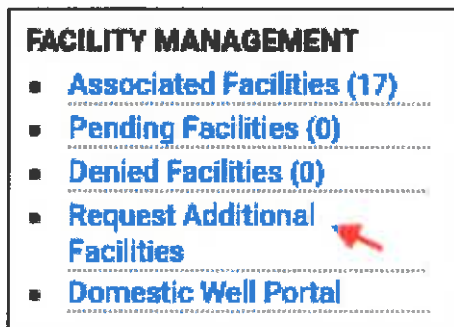 FACILITY MANAGEMENT
Associated Facilities (17)
Pending Facilities (0)
Denied Facilities (0)
Request Additional
Facilities
Domestic Well Portal